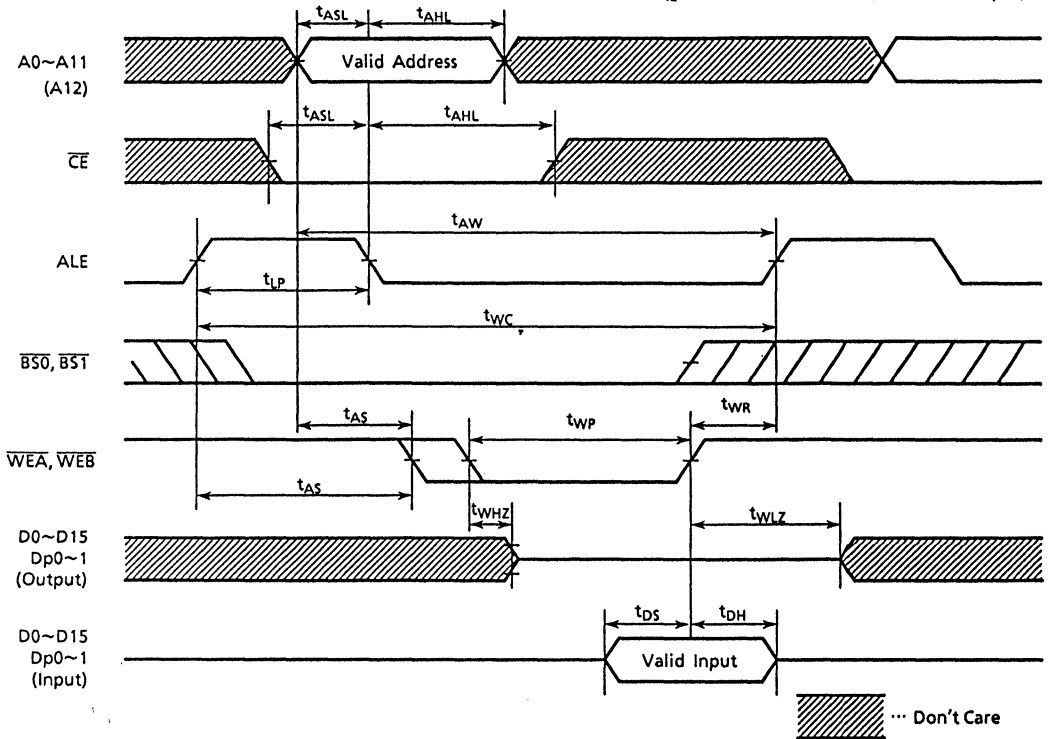 tASL tAHL
A0~A11
(A12)
Valid Address
tASL tAHL
CE
tAW
ALE
tLP
tWC
BS0, BS1
tAS tWP tWR
WEA, WEB
tAS
tWHZ tWLZ
D0~D15
Dp0~1
(Output)
tDS tDH
D0~D15
Dp0~1
(Input)
Valid Input
··· Don't Care